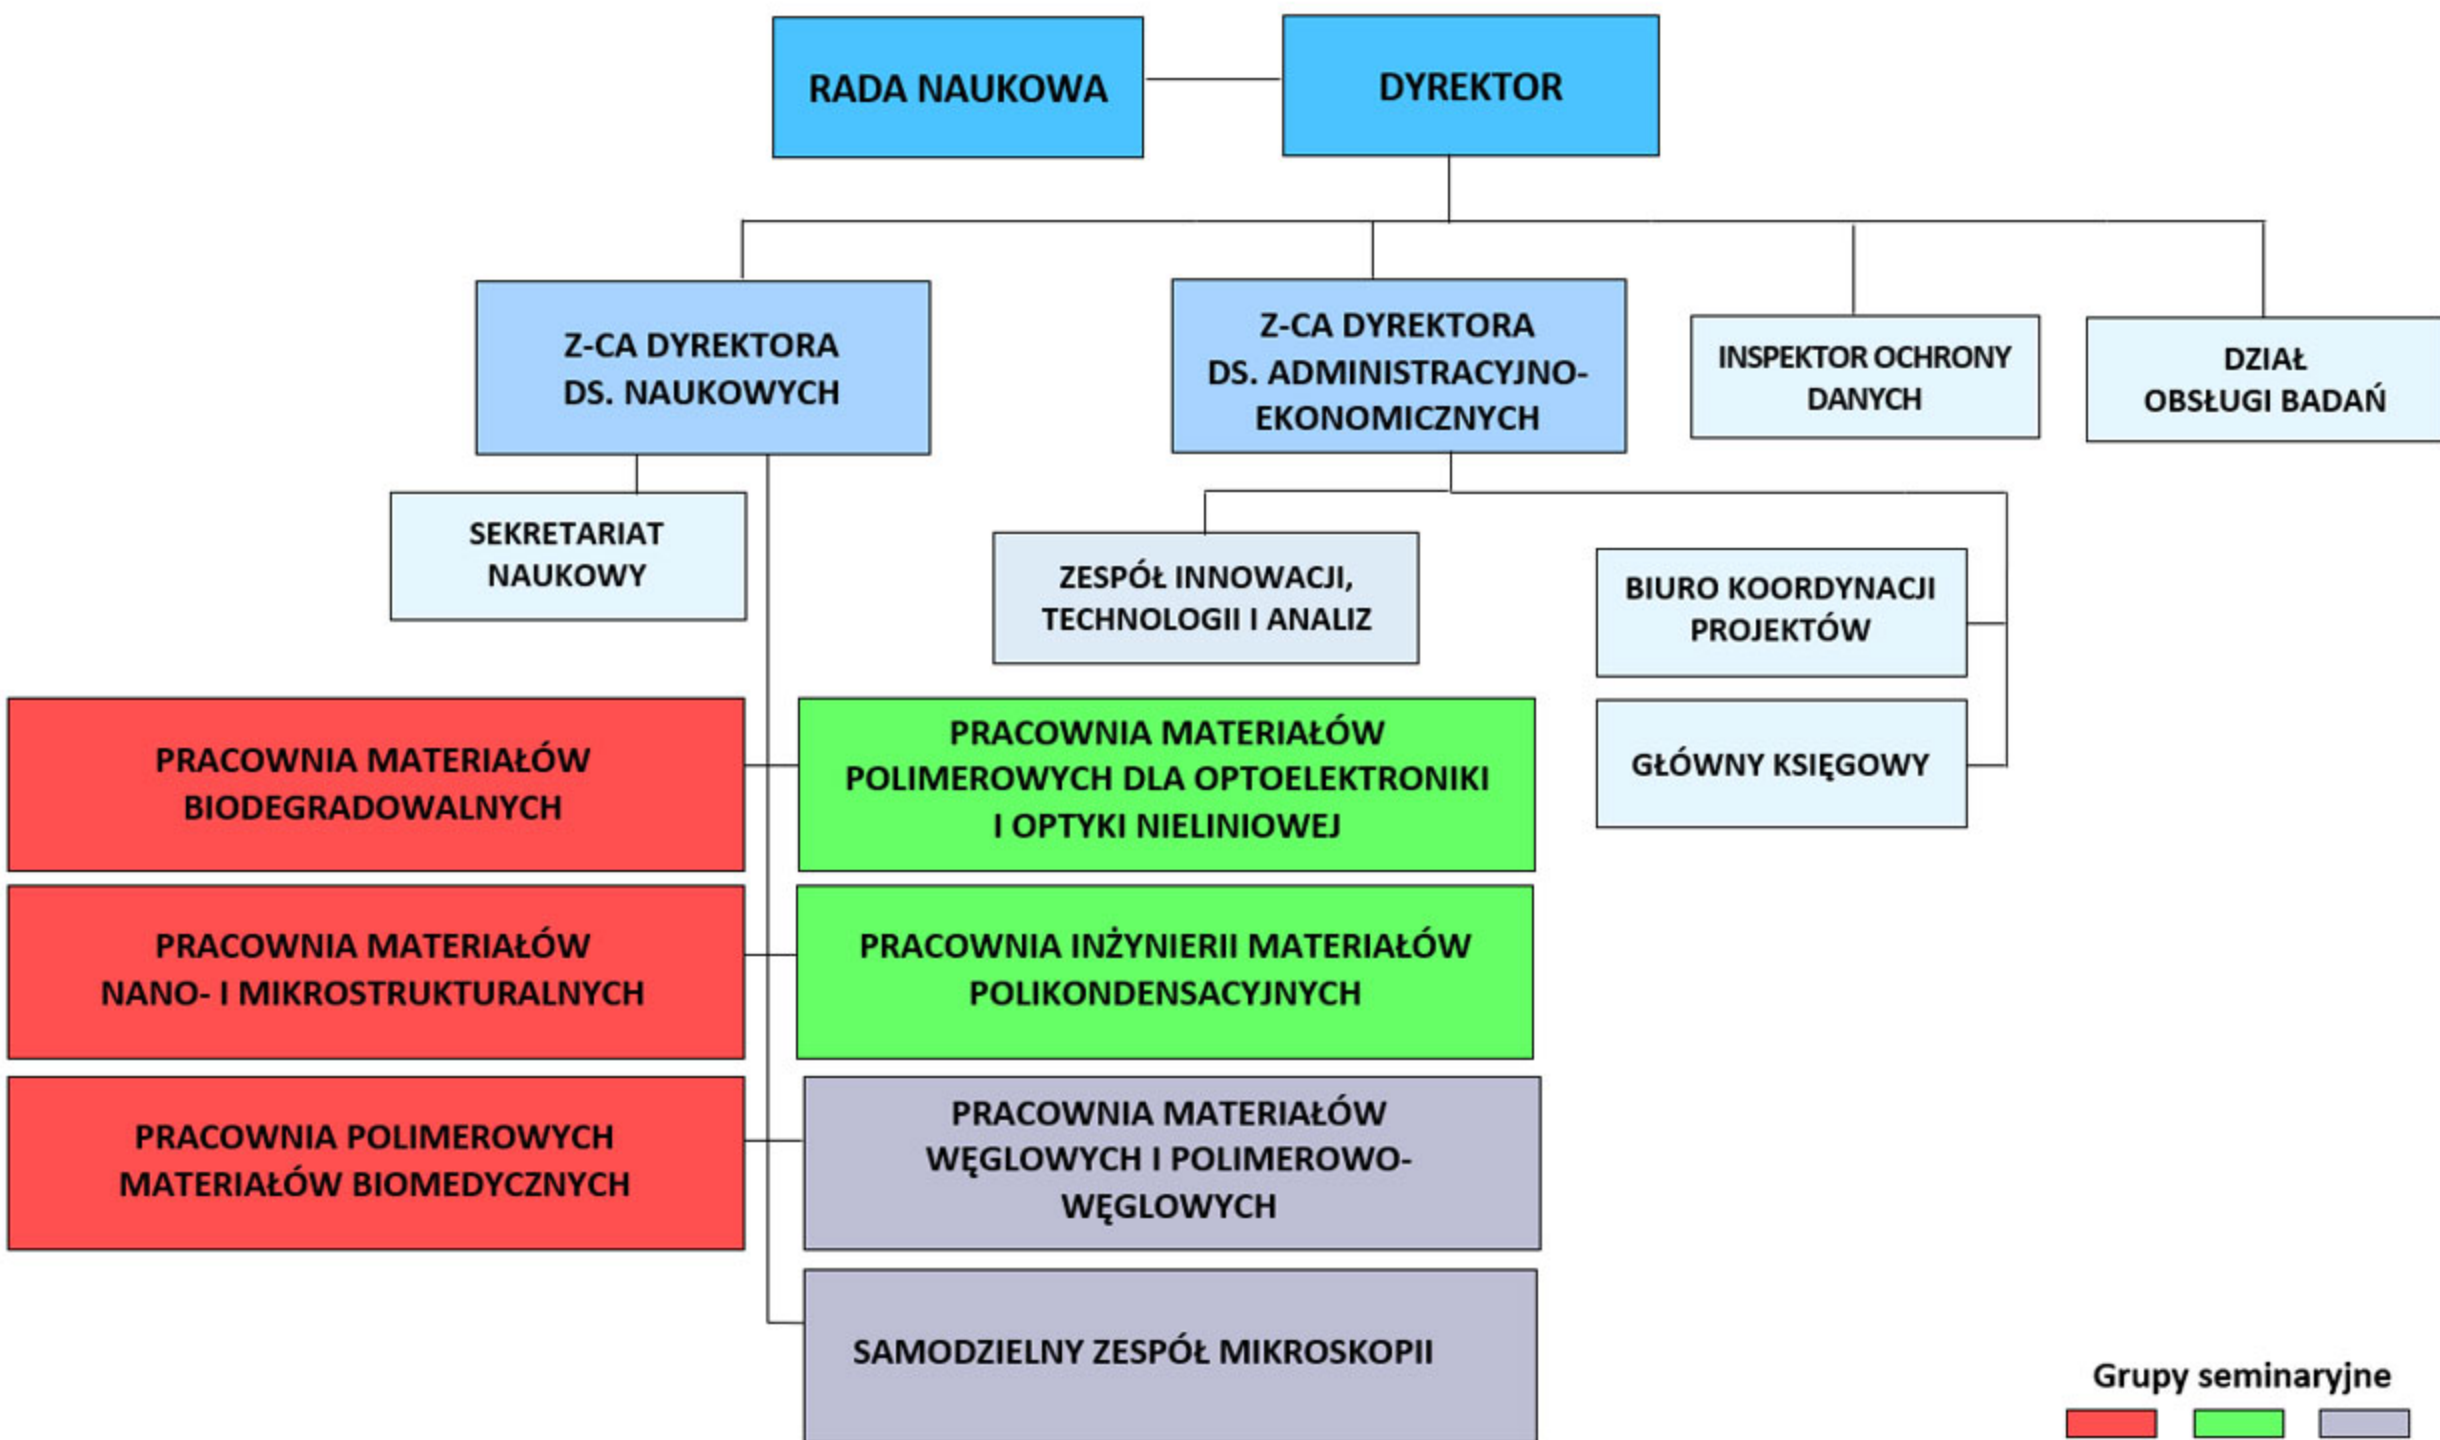 RADA NAUKOWA
DYREKTOR
Z-CA DYREKTORA
DS. NAUKOWYCH
Z-CA DYREKTORA
DS. ADMINISTRACYJNO-
EKONOMICZNYCH
INSPEKTOR OCHRONY
DANYCH
DZIAŁ
OBSŁUGI BADAŃ
SEKRETARIAT
NAUKOWY
ZESPÓŁ INNOWACJI,
TECHNOLOGII I ANALIZ
BIURO KOORDYNACJI
PROJEKTÓW
GŁÓWNY KSIĘGOWY
PRACOWNIA MATERIAŁÓW
BIODEGRADOWALNYCH
PRACOWNIA MATERIAŁÓW
POLIMEROWYCH DLA OPTOELEKTRONIKI
I OPTYKI NIELINIOWEJ
PRACOWNIA MATERIAŁÓW
NANO- I MIKROSTRUKTURALNYCH
PRACOWNIA INŻYNIERII MATERIAŁÓW
POLIKONDENSACYJNYCH
PRACOWNIA POLIMEROWYCH
MATERIAŁÓW BIOMEDYCZNYCH
PRACOWNIA MATERIAŁÓW
WĘGLOWYCH I POLIMEROWO-
WĘGLOWYCH
SAMODZIELNY ZESPÓŁ MIKROSKOPII
Grupy seminaryjne